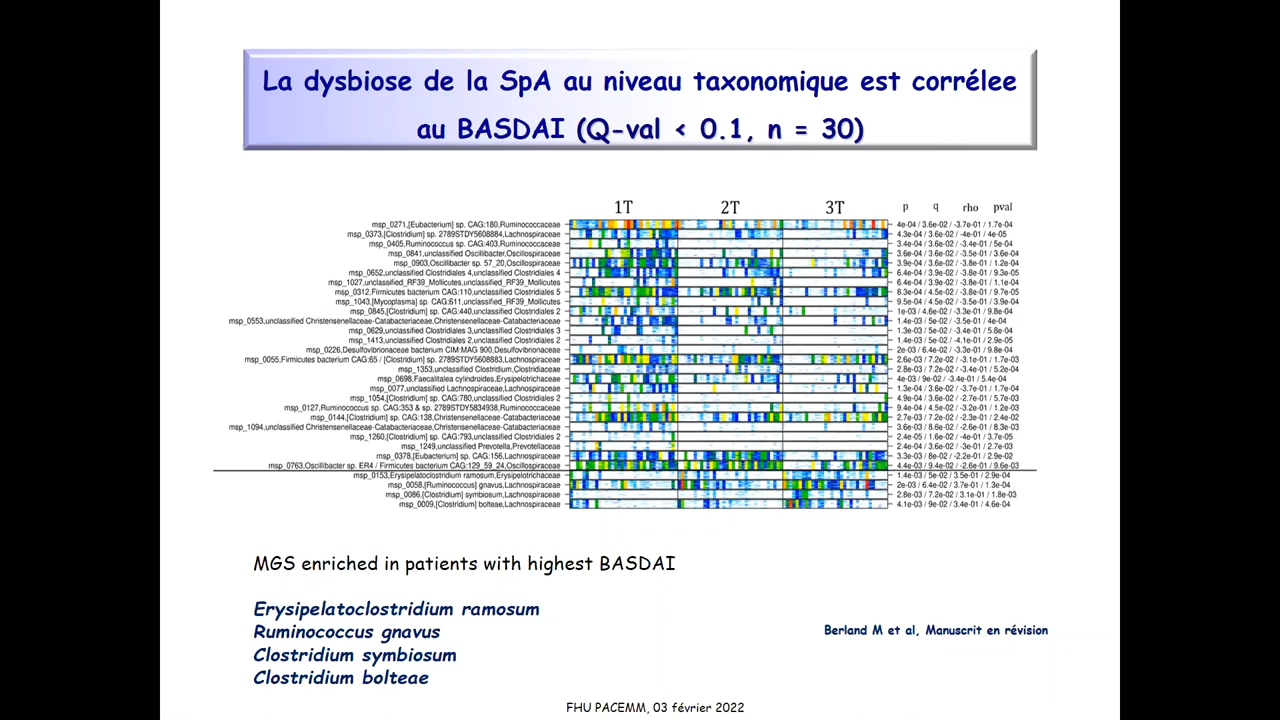 La dysbiose de la SpA au niveau taxonomique est corrélee
au BASDAI (Q-val < 0.1, n = 30)
1T 2T 3T p q rho pval
msp_0271,[Eubacterium] sp. CAG:180,Ruminococcaceae 4e-04 / 3.6e-02 / -3.7e-01 / 1.7e-04
msp_0373,[Clostridium] sp. 2789STDY5608884,Lachnospiraceae 4.3e-04 / 3.6e-02 / -4e-01 / 4e-05
msp_0405,Ruminococcus sp. CAG:403,Ruminococcaceae 3.4e-04 / 3.6e-02 / -3.4e-01 / 5e-04
msp_0841,unclassified Oscillibacter,Oscillospiraceae 3.6e-04 / 3.6e-02 / -3.5e-01 / 3.6e-04
msp_0903,Oscillibacter sp. 57_20,Oscillospiraceae 3.9e-04 / 3.6e-02 / -3.8e-01 / 1.2e-04
msp_0652,unclassified Clostridiales 4,unclassified Clostridiales 4 6.4e-04 / 3.9e-02 / -3.8e-01 / 9.3e-05
msp_1027,unclassified_RF39_Mollicutes,unclassified_RF39_Mollicutes 6.4e-04 / 3.9e-02 / -3.8e-01 / 1.1e-04
msp_0312,Firmicutes bacterium CAG:110,unclassified Clostridiales 5 8.3e-04 / 4.5e-02 / -3.8e-01 / 9.7e-05
msp_1043,[Mycoplasma] sp. CAG:611,unclassified_RF39_Mollicutes 9.5e-04 / 4.5e-02 / -3.5e-01 / 3.9e-04
msp_0845,[Clostridium] sp. CAG:440,unclassified Clostridiales 2 1e-03 / 4.6e-02 / -3.3e-01 / 9.8e-04
msp_0553,unclassified Christensenellaceae-Catabacteriaceae,Christensenellaceae-Catabacteriaceae 1.4e-03 / 5e-02 / -3.5e-01 / 4e-04
msp_0629,unclassified Clostridiales 3,unclassified Clostridiales 3 1.3e-03 / 5e-02 / -3.4e-01 / 5.8e-04
msp_1413,unclassified Clostridiales 2,unclassified Clostridiales 2 1.4e-03 / 5e-02 / -4.1e-01 / 2.9e-05
msp_0226,Desulfovibrionaceae bacterium CIM:MAG 900,Desulfovibrionaceae 2e-03 / 6.4e-02 / -3.3e-01 / 9.8e-04
msp_0055,Firmicutes bacterium CAG:65 / [Clostridium] sp. 2789STDY5608883,Lachnospiraceae 2.6e-03 / 7.2e-02 / -3.1e-01 / 1.7e-03
msp_1353,unclassified Clostridium,Clostridiaceae 2.8e-03 / 7.2e-02 / -3.4e-01 / 5.2e-04
msp_0698,Faecalitalea cylindroides,Erysipelotrichaceae 4e-03 / 9e-02 / -3.4e-01 / 5.4e-04
msp_0077,unclassified Lachnospiraceae,Lachnospiraceae 1.3e-04 / 3.6e-02 / -3.7e-01 / 1.7e-04
msp_1054,[Clostridium] sp. CAG:780,unclassified Clostridiales 2 4.9e-04 / 3.6e-02 / -2.7e-01 / 5.7e-03
msp_0127,Ruminococcus sp. CAG:353 & sp. 2789STDY5834938,Ruminococcaceae 9.4e-04 / 4.5e-02 / -3.2e-01 / 1.2e-03
msp_0144,[Clostridium] sp. CAG:138,Christensenellaceae-Catabacteriaceae 2.7e-03 / 7.2e-02 / -2.3e-01 / 2.4e-02
msp_1094,unclassified Christensenellaceae-Catabacteriaceae,Christensenellaceae-Catabacteriaceae 3.6e-03 / 8.6e-02 / -2.6e-01 / 8.3e-03
msp_1260,[Clostridium] sp. CAG:793,unclassified Clostridiales 2 2.4e-05 / 1.6e-02 / -4e-01 / 3.7e-05
msp_1249,unclassified Prevotella,Prevotellaceae 2.4e-04 / 3.6e-02 / -3e-01 / 2.7e-03
msp_0378,[Eubacterium] sp. CAG:156,Lachnospiraceae 3.3e-03 / 8e-02 / -2.2e-01 / 2.9e-02
msp_0763,Oscillibacter sp. ER4 / Firmicutes bacterium CAG:129_59_24,Oscillospiraceae 4.4e-03 / 9.4e-02 / -2.6e-01 / 9.6e-03
msp_0153,Erysipelatoclostridium ramosum,Erysipelotrichaceae 1.4e-03 / 5e-02 / 3.5e-01 / 2.9e-04
msp_0058,[Ruminococcus] gnavus,Lachnospiraceae 2e-03 / 6.4e-02 / 3.7e-01 / 1.3e-04
msp_0086,[Clostridium] symbiosum,Lachnospiraceae 2.8e-03 / 7.2e-02 / 3.1e-01 / 1.8e-03
msp_0009,[Clostridium] bolteae,Lachnospiraceae 4.1e-03 / 9e-02 / 3.4e-01 / 4.6e-04
MGS enriched in patients with highest BASDAI
Erysipelatoclostridium ramosum
Ruminococcus gnavus
Clostridium symbiosum
Clostridium bolteae
Berland M et al, Manuscrit en révision
FHU PACEMM, 03 février 2022